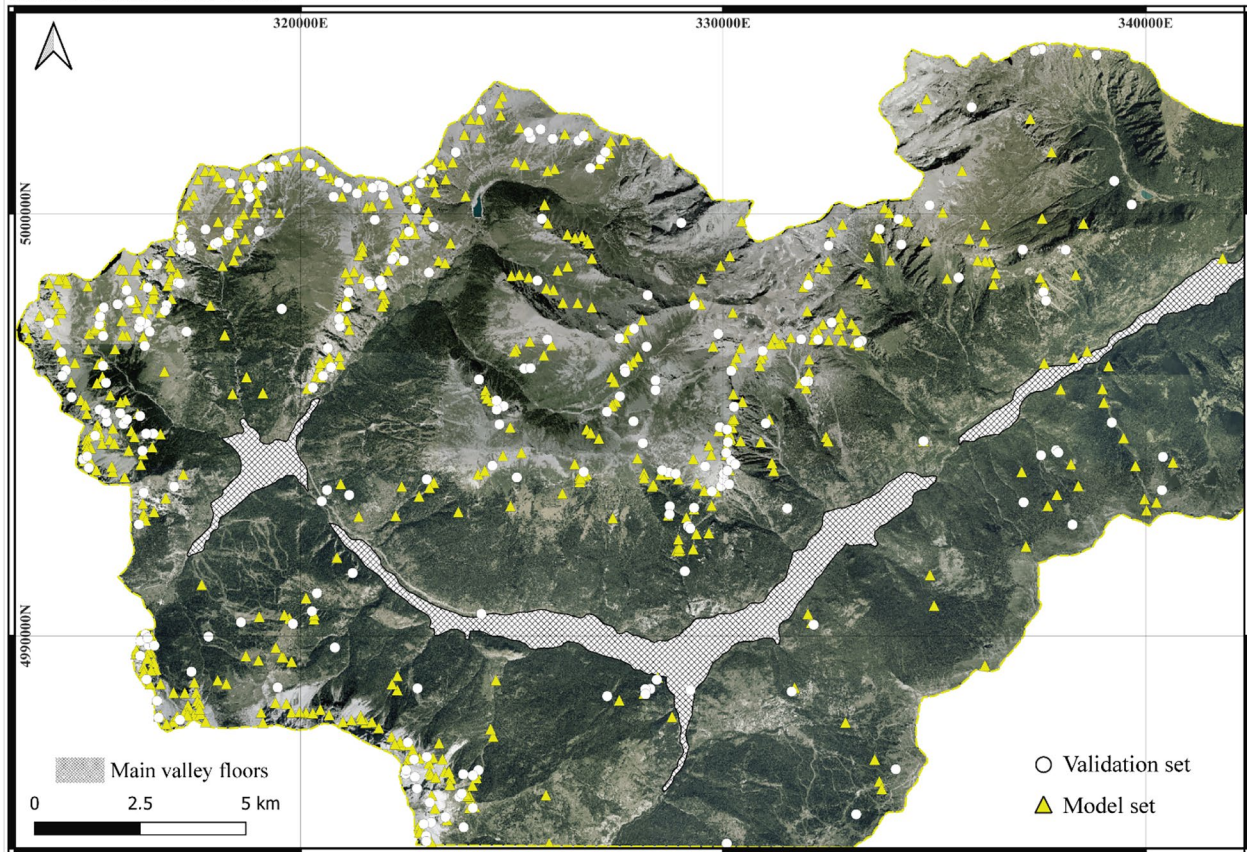 320000E
330000E
340000E
5000000N
4990000N
Main valley floors
0 2.5 5 km
Validation set
Model set